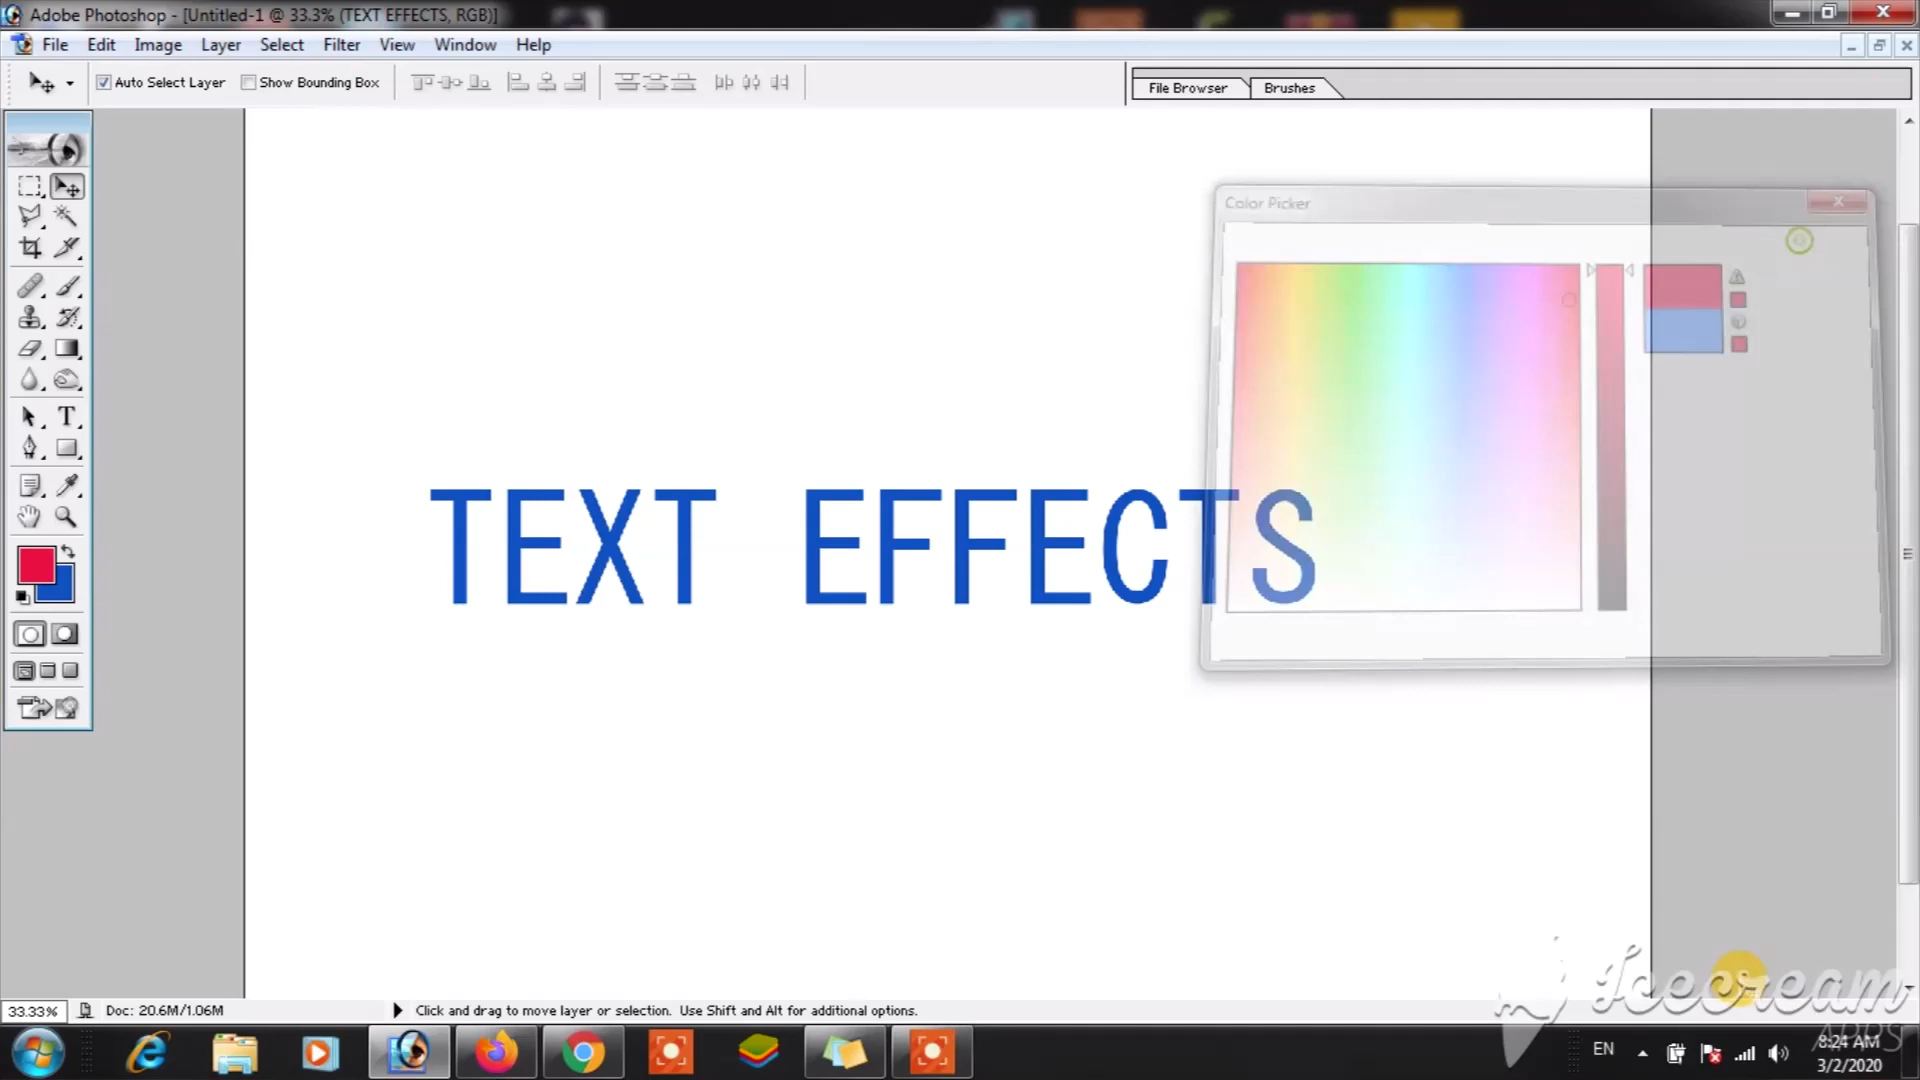 Adobe Photoshop - [Untitled-1 @ 33.3% (TEXT EFFECTS, RGB)]
File Edit Image Layer Select Filter View Window Help
Auto Select Layer Show Bounding Box
File Browser Brushes
Color Picker
TEXT EFFECTS
33.33% Doc: 20.6M/1.06M Click and drag to move layer or selection. Use Shift and Alt for additional options.
Icecream
APPS
EN 8:24 AM
3/2/2020